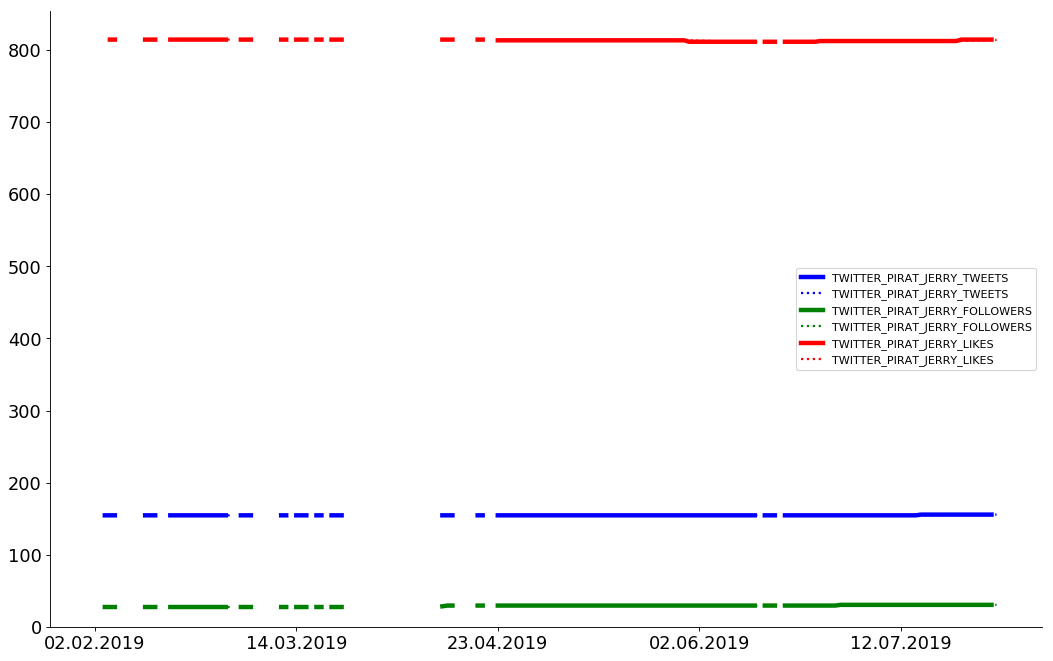 800
700
600
500
400
300
200
100
0
02.02.2019 14.03.2019 23.04.2019 02.06.2019 12.07.2019
TWITTER_PIRAT_JERRY_TWEETS
TWITTER_PIRAT_JERRY_TWEETS
TWITTER_PIRAT_JERRY_FOLLOWERS
TWITTER_PIRAT_JERRY_FOLLOWERS
TWITTER_PIRAT_JERRY_LIKES
TWITTER_PIRAT_JERRY_LIKES